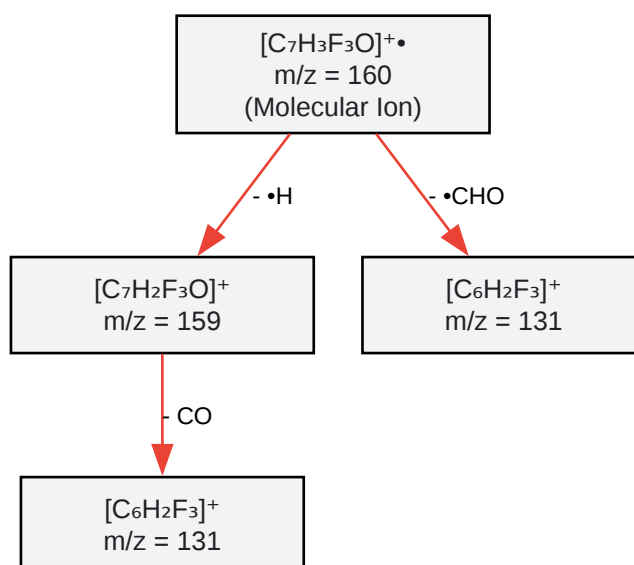 [C₇H₃F₃O]⁺•
m/z = 160
(Molecular Ion)
- •H
- •CHO
[C₇H₂F₃O]⁺
m/z = 159
[C₆H₂F₃]⁺
m/z = 131
- CO
[C₆H₂F₃]⁺
m/z = 131